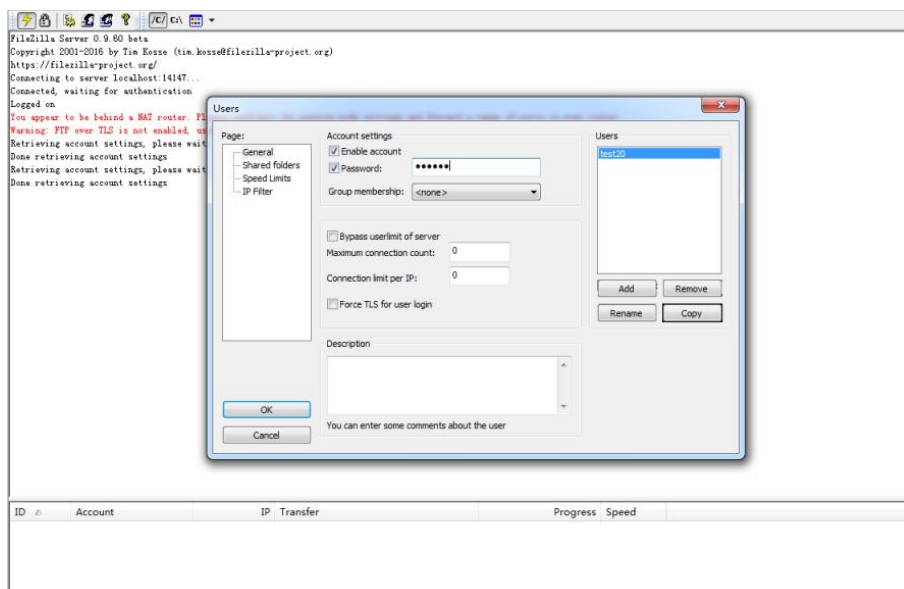 /C/ C:\
FileZilla Server 0.9.60 beta
Copyright 2001-2016 by Tim Kosse (tim.kosse@filezilla-project.org)
https://filezilla-project.org/
Connecting to server localhost:14147...
Connected, waiting for authentication
Logged on
You appear to be behind a NAT router.
Warning: FTP over TLS is not enabled,
Retrieving account settings, please wait
Done retrieving account settings
Retrieving account settings, please wait
Done retrieving account settings
Users
Page:
General
Shared folders
Speed Limits
IP Filter
OK
Cancel
Account settings
Enable account
Password:
Group membership: <none>
Bypass userlimit of server
Maximum connection count: 0
Connection limit per IP: 0
Force TLS for user login
Description
You can enter some comments about the user
Users
test20
Add Remove
Rename Copy
ID Account IP Transfer Progress Speed